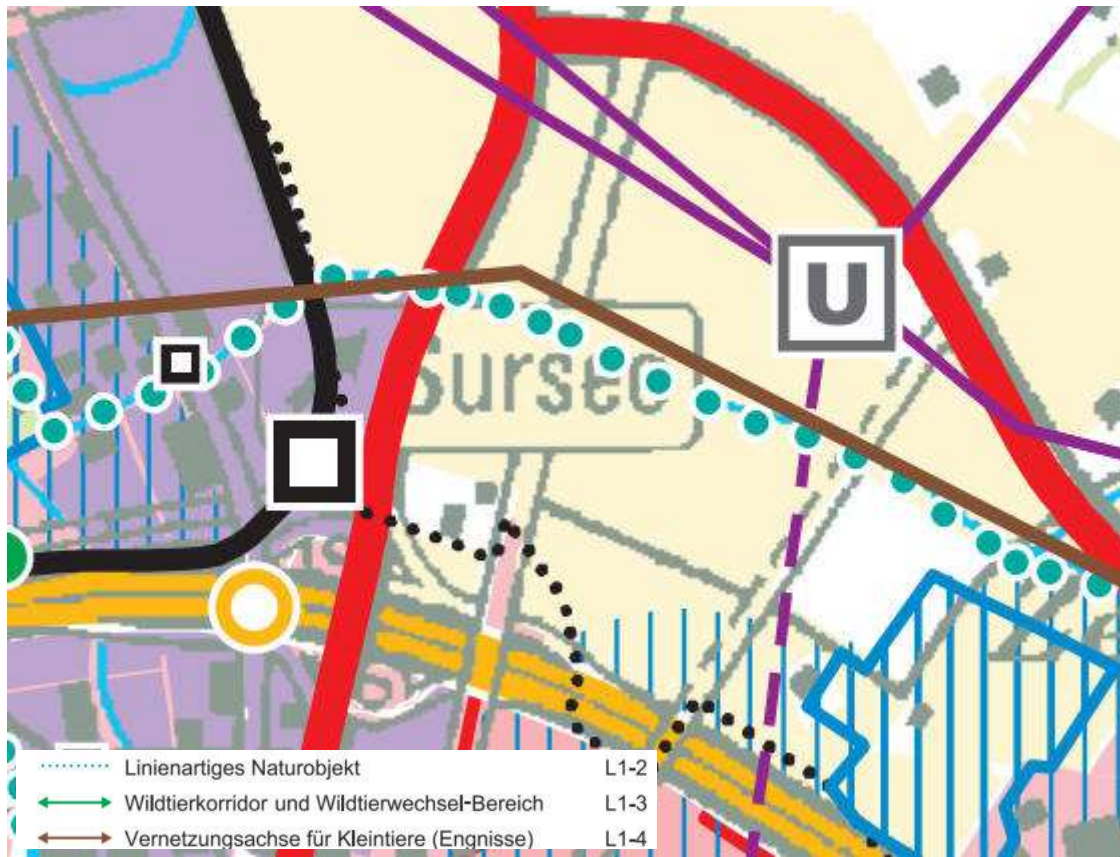 U
Sursee
Linienartiges Naturobjekt L1-2
Wildtierkorridor und Wildtierwechsel-Bereich L1-3
Vernetzungsachse für Kleintiere (Engnisse) L1-4